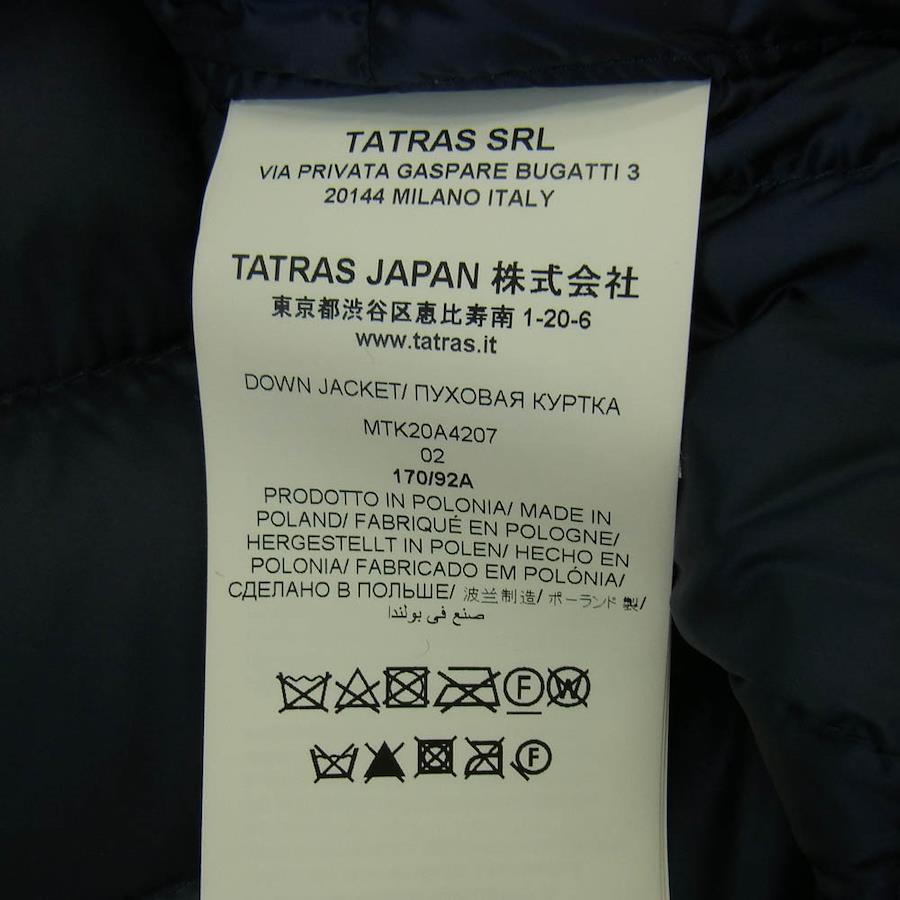 TATRAS SRL
VIA PRIVATA GASPARE BUGATTI 3
20144 MILANO ITALY
TATRAS JAPAN 株式会社
東京都渋谷区恵比寿南 1-20-6
www.tatras.it
DOWN JACKET/ ПУХОВАЯ КУРТКА
MTK20A4207
02
170/92A
PRODOTTO IN POLONIA/ MADE IN
POLAND/ FABRIQUÉ EN POLOGNE/
HERGESTELLT IN POLEN/ HECHO EN
POLONIA/ FABRICADO EM POLÓNIA/
СДЕЛАНО В ПОЛЬШЕ/ 波兰制造/ ポーランド 製/
صنع في بولندا
F W
F